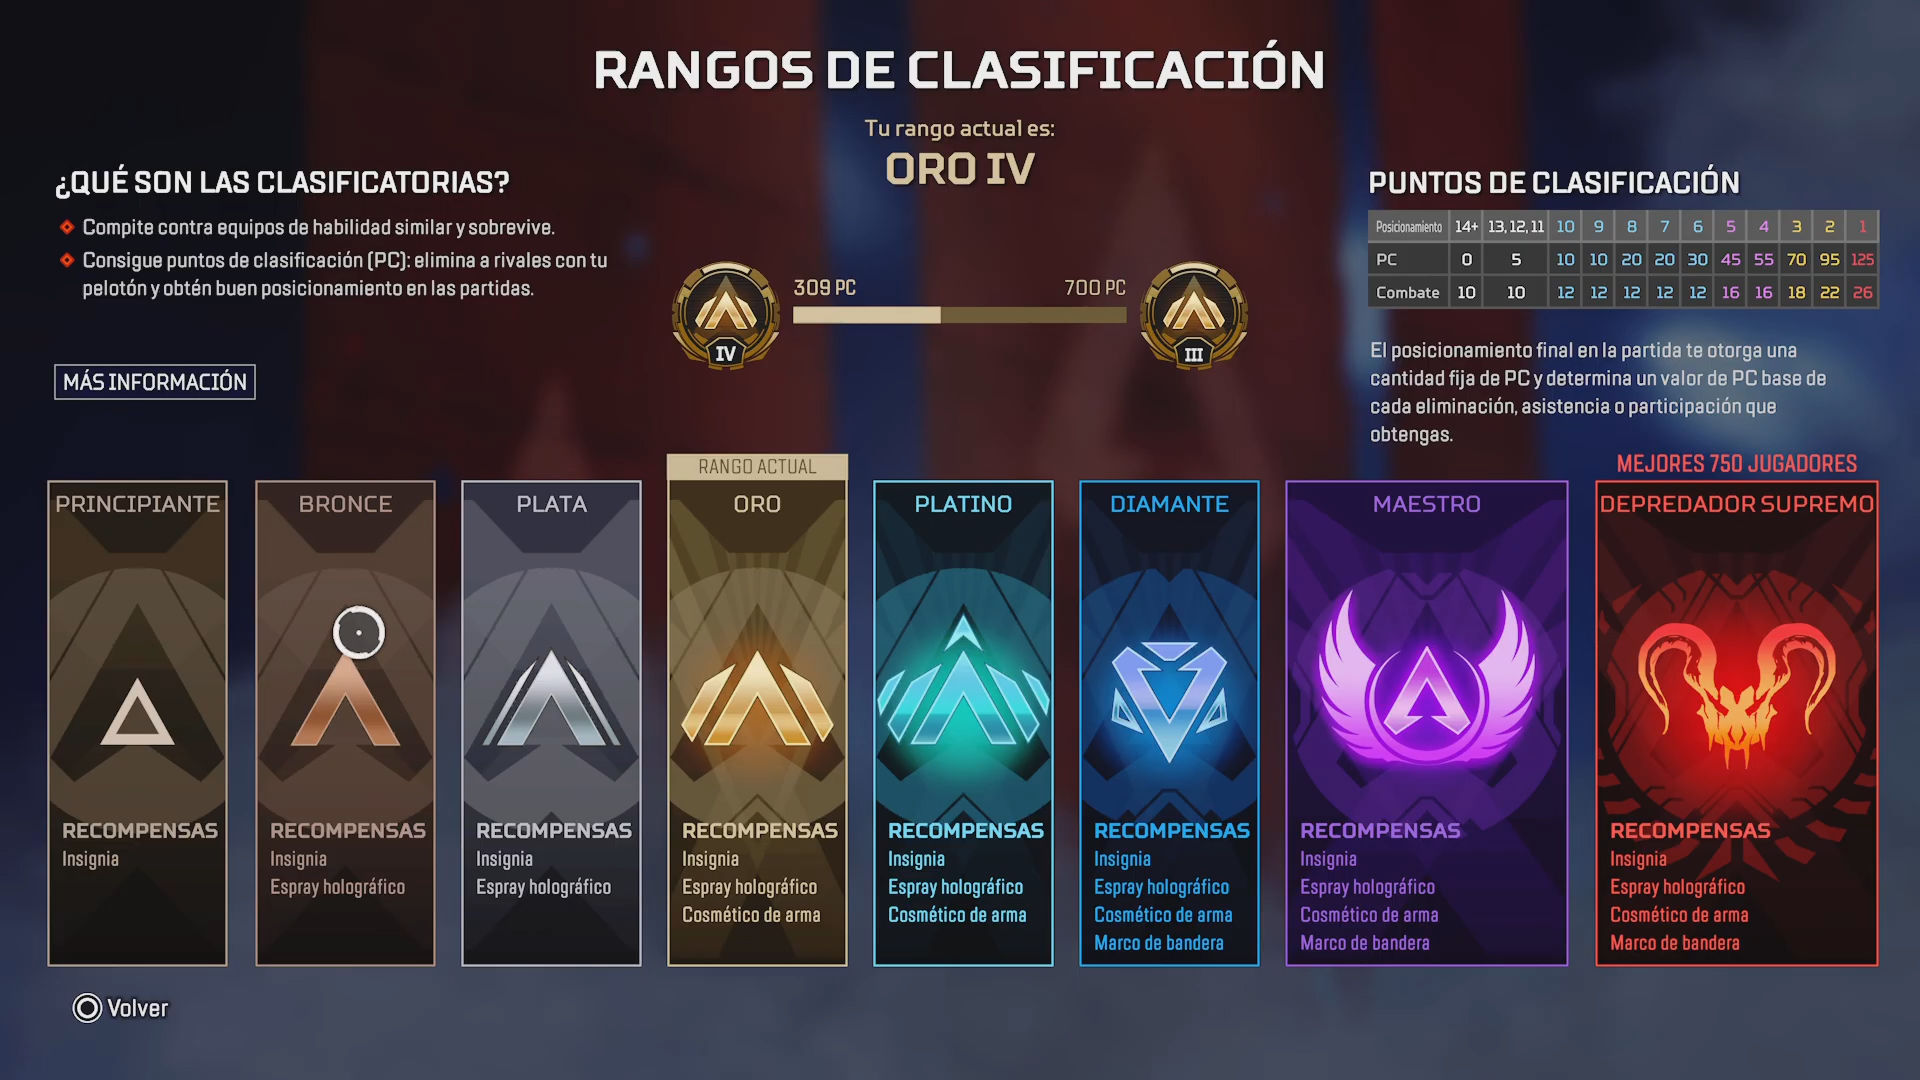 RANGOS DE CLASIFICACIÓN
Tu rango actual es:
ORO IV
¿QUÉ SON LAS CLASIFICATORIAS?
Compite contra equipos de habilidad similar y sobrevive.
Consigue puntos de clasificación (PC): elimina a rivales con tu
pelotón y obtén buen posicionamiento en las partidas.
MÁS INFORMACIÓN
309 PC
700 PC
IV
III
PUNTOS DE CLASIFICACIÓN
Posicionamiento 14+ 13, 12, 11 10 9 8 7 6 5 4 3 2 1
PC 0 5 10 10 20 20 30 45 55 70 95 125
Combate 10 10 12 12 12 12 12 16 16 18 22 26
El posicionamiento final en la partida te otorga una
cantidad fija de PC y determina un valor de PC base de
cada eliminación, asistencia o participación que
obtengas.
PRINCIPIANTE
RECOMPENSAS
Insignia
BRONCE
RECOMPENSAS
Insignia
Espray holográfico
PLATA
RECOMPENSAS
Insignia
Espray holográfico
RANGO ACTUAL
ORO
RECOMPENSAS
Insignia
Espray holográfico
Cosmético de arma
PLATINO
RECOMPENSAS
Insignia
Espray holográfico
Cosmético de arma
DIAMANTE
RECOMPENSAS
Insignia
Espray holográfico
Cosmético de arma
Marco de bandera
MAESTRO
RECOMPENSAS
Insignia
Espray holográfico
Cosmético de arma
Marco de bandera
MEJORES 750 JUGADORES
DEPREDADOR SUPREMO
RECOMPENSAS
Insignia
Espray holográfico
Cosmético de arma
Marco de bandera
Volver